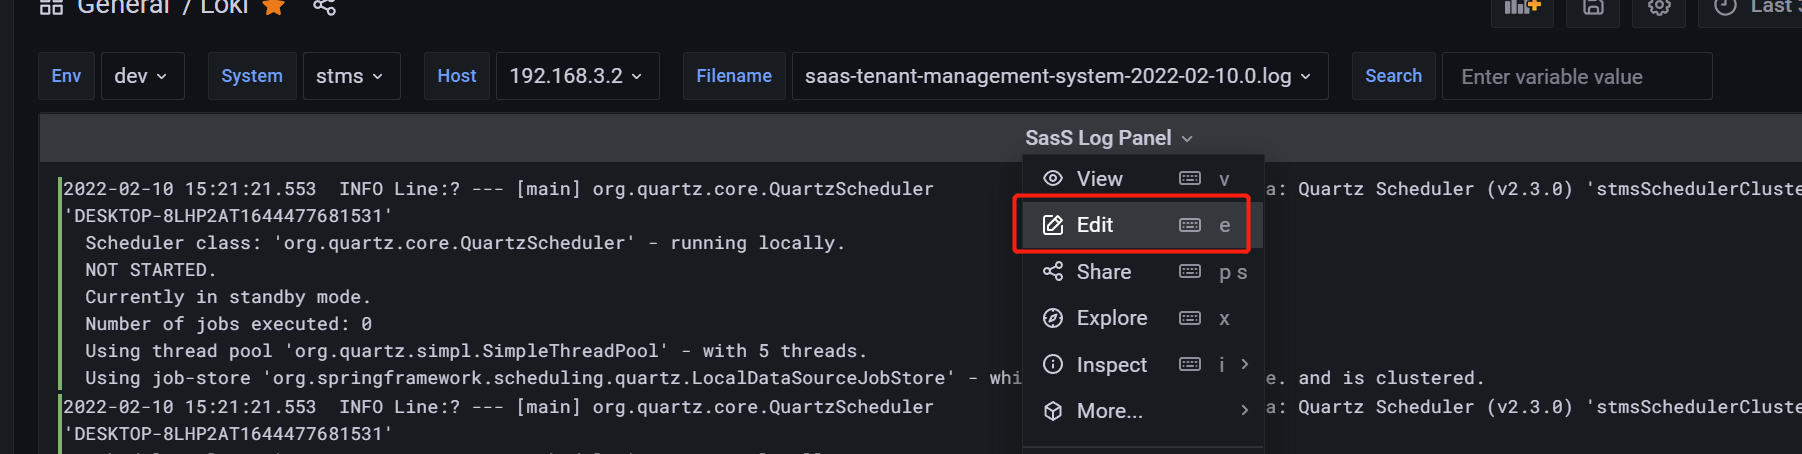 General / Loki
Last
Env dev System stms Host 192.168.3.2 Filename saas-tenant-management-system-2022-02-10.0.log Search Enter variable value
SasS Log Panel
View v
Edit e
Share p s
Explore x
Inspect i
More...
2022-02-10 15:21:21.553 INFO Line:? --- [main] org.quartz.core.QuartzScheduler a: Quartz Scheduler (v2.3.0) 'stmsSchedulerCluste
'DESKTOP-8LHP2AT1644477681531'
Scheduler class: 'org.quartz.core.QuartzScheduler' - running locally.
NOT STARTED.
Currently in standby mode.
Number of jobs executed: 0
Using thread pool 'org.quartz.simpl.SimpleThreadPool' - with 5 threads.
Using job-store 'org.springframework.scheduling.quartz.LocalDataSourceJobStore' - whi e. and is clustered.
2022-02-10 15:21:21.553 INFO Line:? --- [main] org.quartz.core.QuartzScheduler a: Quartz Scheduler (v2.3.0) 'stmsSchedulerCluste
'DESKTOP-8LHP2AT1644477681531'